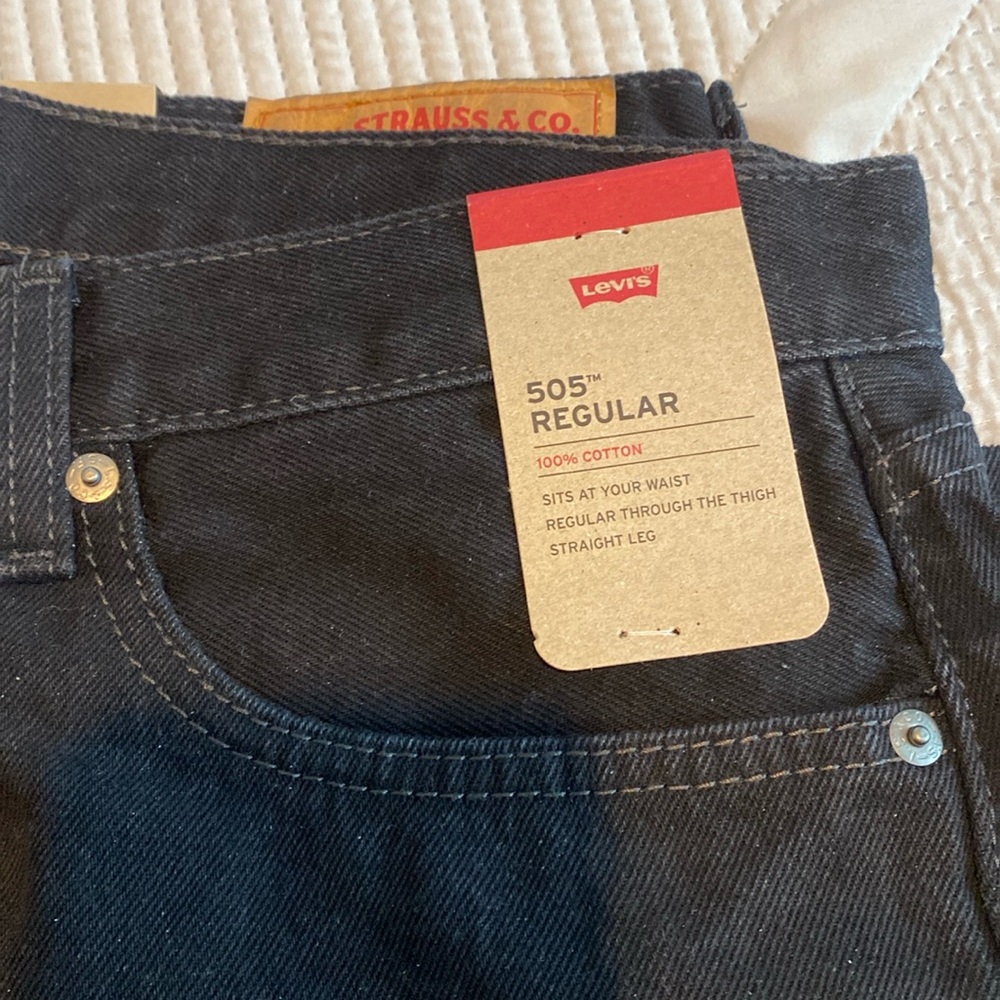 STRAUSS & CO.
Levi's®
505™
REGULAR
100% COTTON
SITS AT YOUR WAIST
REGULAR THROUGH THE THIGH
STRAIGHT LEG